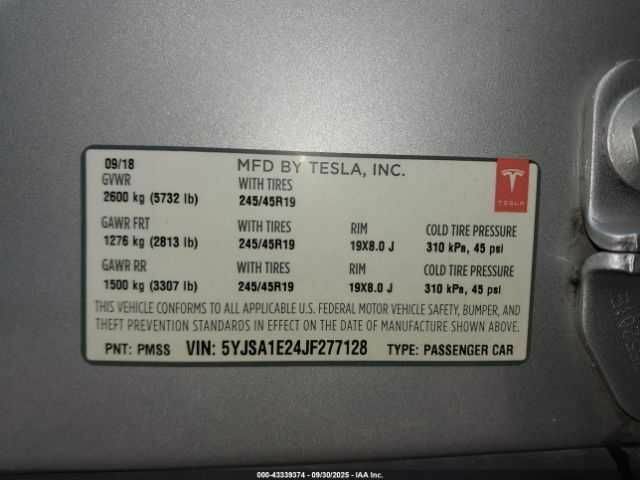 09/18 MFD BY TESLA, INC.
GVWR WITH TIRES
2600 kg (5732 lb) 245/45R19
TESLA
GAWR FRT WITH TIRES RIM COLD TIRE PRESSURE
1276 kg (2813 lb) 245/45R19 19X8.0 J 310 kPa, 45 psi
GAWR RR WITH TIRES RIM COLD TIRE PRESSURE
1500 kg (3307 lb) 245/45R19 19X8.0 J 310 kPa, 45 psi
THIS VEHICLE CONFORMS TO ALL APPLICABLE U.S. FEDERAL MOTOR VEHICLE SAFETY, BUMPER, AND
THEFT PREVENTION STANDARDS IN EFFECT ON THE DATE OF MANUFACTURE SHOWN ABOVE.
PNT: PMSS VIN: 5YJSA1E24JF277128 TYPE: PASSENGER CAR
000-43339374 - 09/30/2025 - IAA Inc.